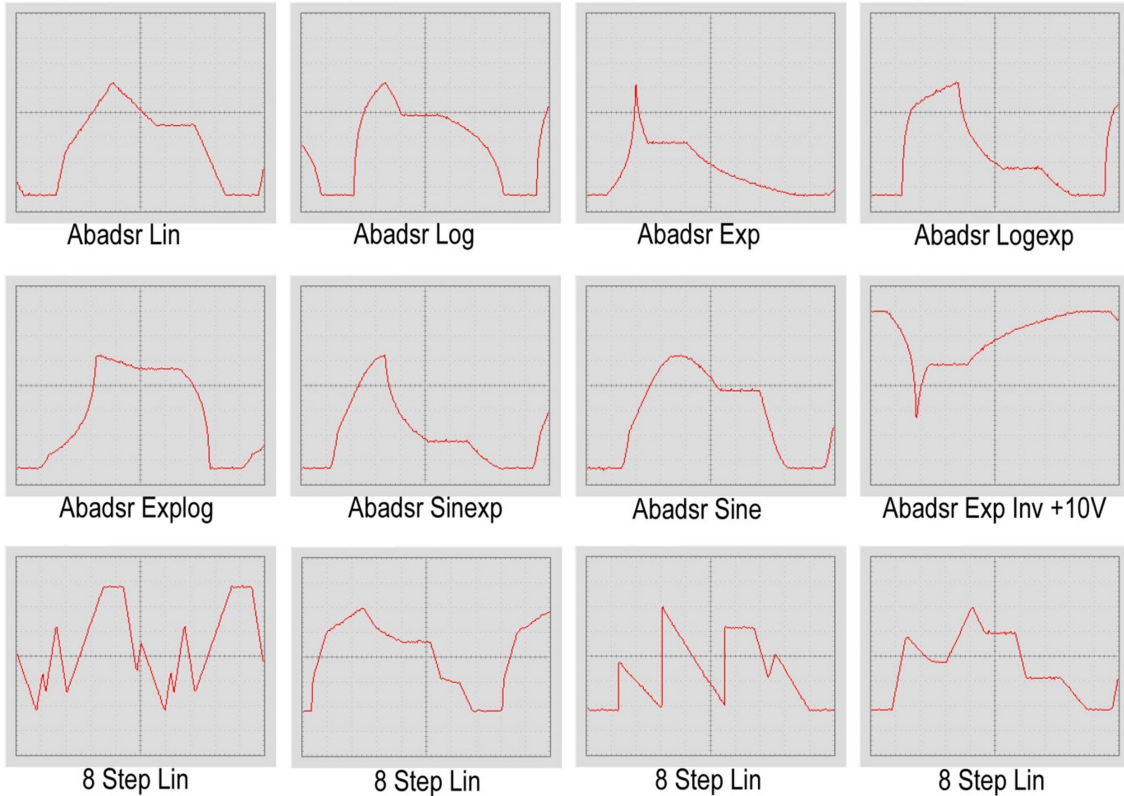 Abadsr Lin
Abadsr Log
Abadsr Exp
Abadsr Logexp
Abadsr Explog
Abadsr Sinexp
Abadsr Sine
Abadsr Exp Inv +10V
8 Step Lin
8 Step Lin
8 Step Lin
8 Step Lin